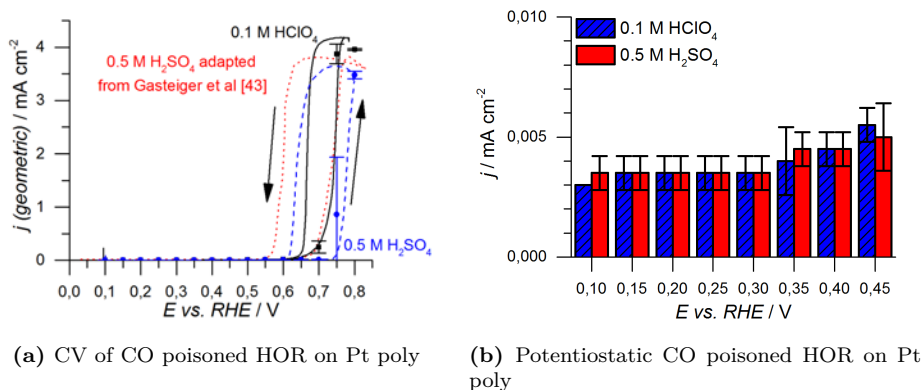 4
3
2
1
0
j (geometric) / mA cm⁻²
0.1 M HClO₄
0.5 M H₂SO₄ adapted
from Gasteiger et al [43]
0.5 M H₂SO₄
0,0 0,1 0,2 0,3 0,4 0,5 0,6 0,7 0,8
E vs. RHE / V
(a) CV of CO poisoned HOR on Pt poly
0,010
0,005
0,000
j / mA cm⁻²
0.1 M HClO₄
0.5 M H₂SO₄
0,10 0,15 0,20 0,25 0,30 0,35 0,40 0,45
E vs. RHE / V
(b) Potentiostatic CO poisoned HOR on Pt
poly